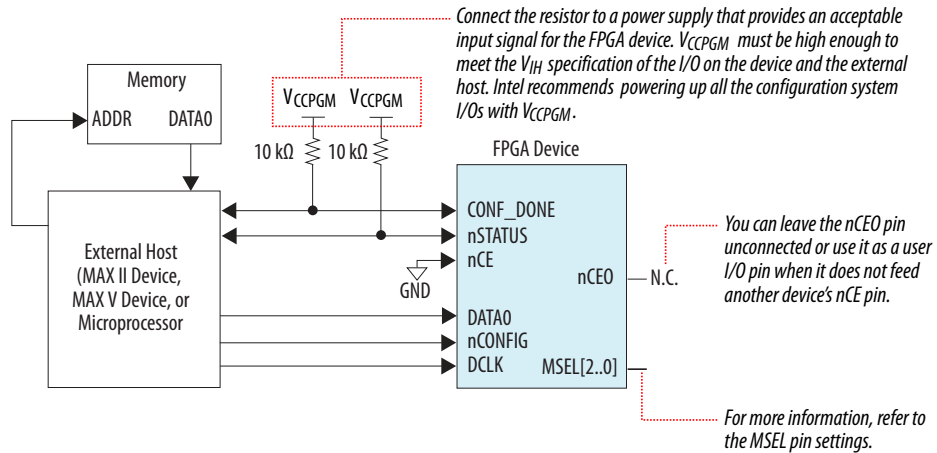 Connect the resistor to a power supply that provides an acceptable
input signal for the FPGA device. VCCPGM must be high enough to
meet the VIH specification of the I/O on the device and the external
host. Intel recommends powering up all the configuration system
I/Os with VCCPGM.
Memory
ADDR DATA0
VCCPGM VCCPGM
10 kΩ 10 kΩ
FPGA Device
External Host
(MAX II Device,
MAX V Device, or
Microprocessor
CONF_DONE
nSTATUS
nCE
GND
nCEO N.C.
DATA0
nCONFIG
DCLK MSEL[2..0]
You can leave the nCEO pin
unconnected or use it as a user
I/O pin when it does not feed
another device's nCE pin.
For more information, refer to
the MSEL pin settings.